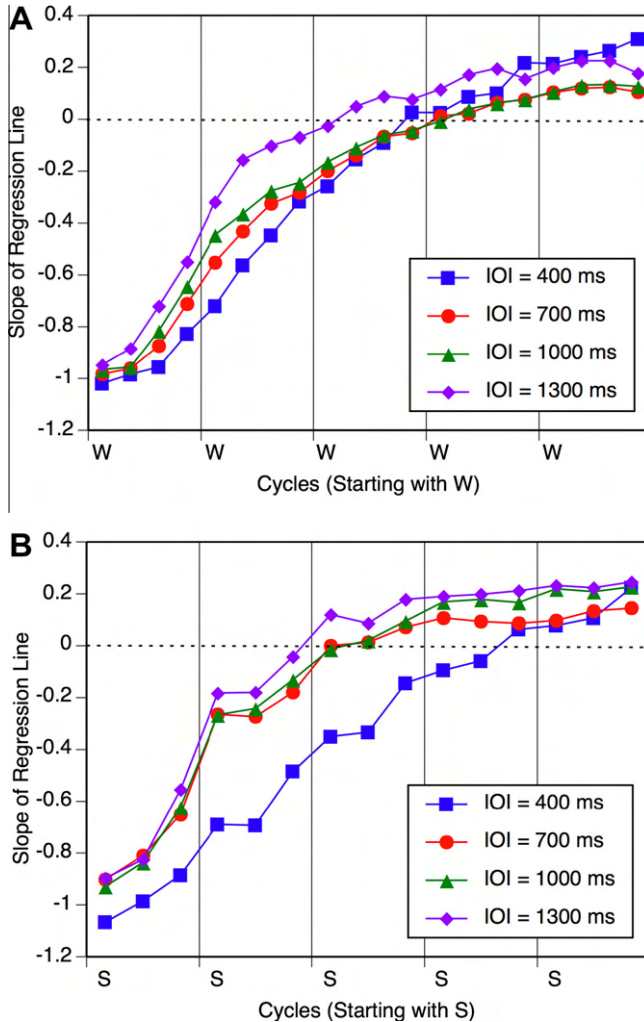 A
0.4
0.2
0
-0.2
-0.4
-0.6
-0.8
-1
-1.2
Slope of Regression Line
IOI = 400 ms
IOI = 700 ms
IOI = 1000 ms
IOI = 1300 ms
W W W W W
Cycles (Starting with W)
B
0.4
0.2
0
-0.2
-0.4
-0.6
-0.8
-1
-1.2
Slope of Regression Line
IOI = 400 ms
IOI = 700 ms
IOI = 1000 ms
IOI = 1300 ms
S S S S S
Cycles (Starting with S)